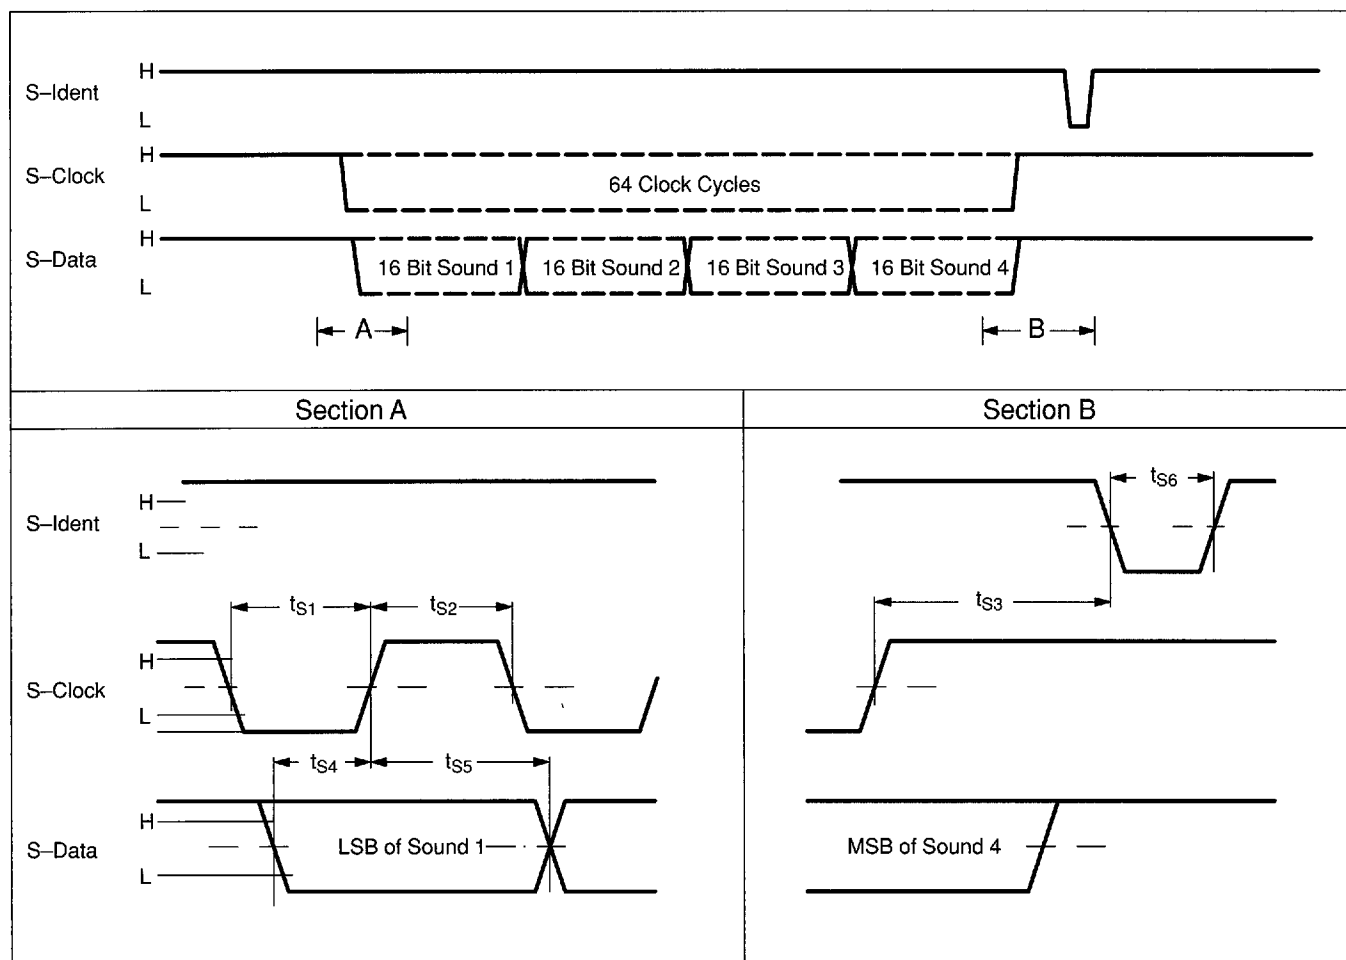 S–Ident H
L
S–Clock H
64 Clock Cycles
L
S–Data H
16 Bit Sound 1 16 Bit Sound 2 16 Bit Sound 3 16 Bit Sound 4
L
A B
Section A Section B
S–Ident H
L
tS6
tS1 tS2 tS3
S–Clock H
L
tS4 tS5
S–Data H
LSB of Sound 1 MSB of Sound 4
L